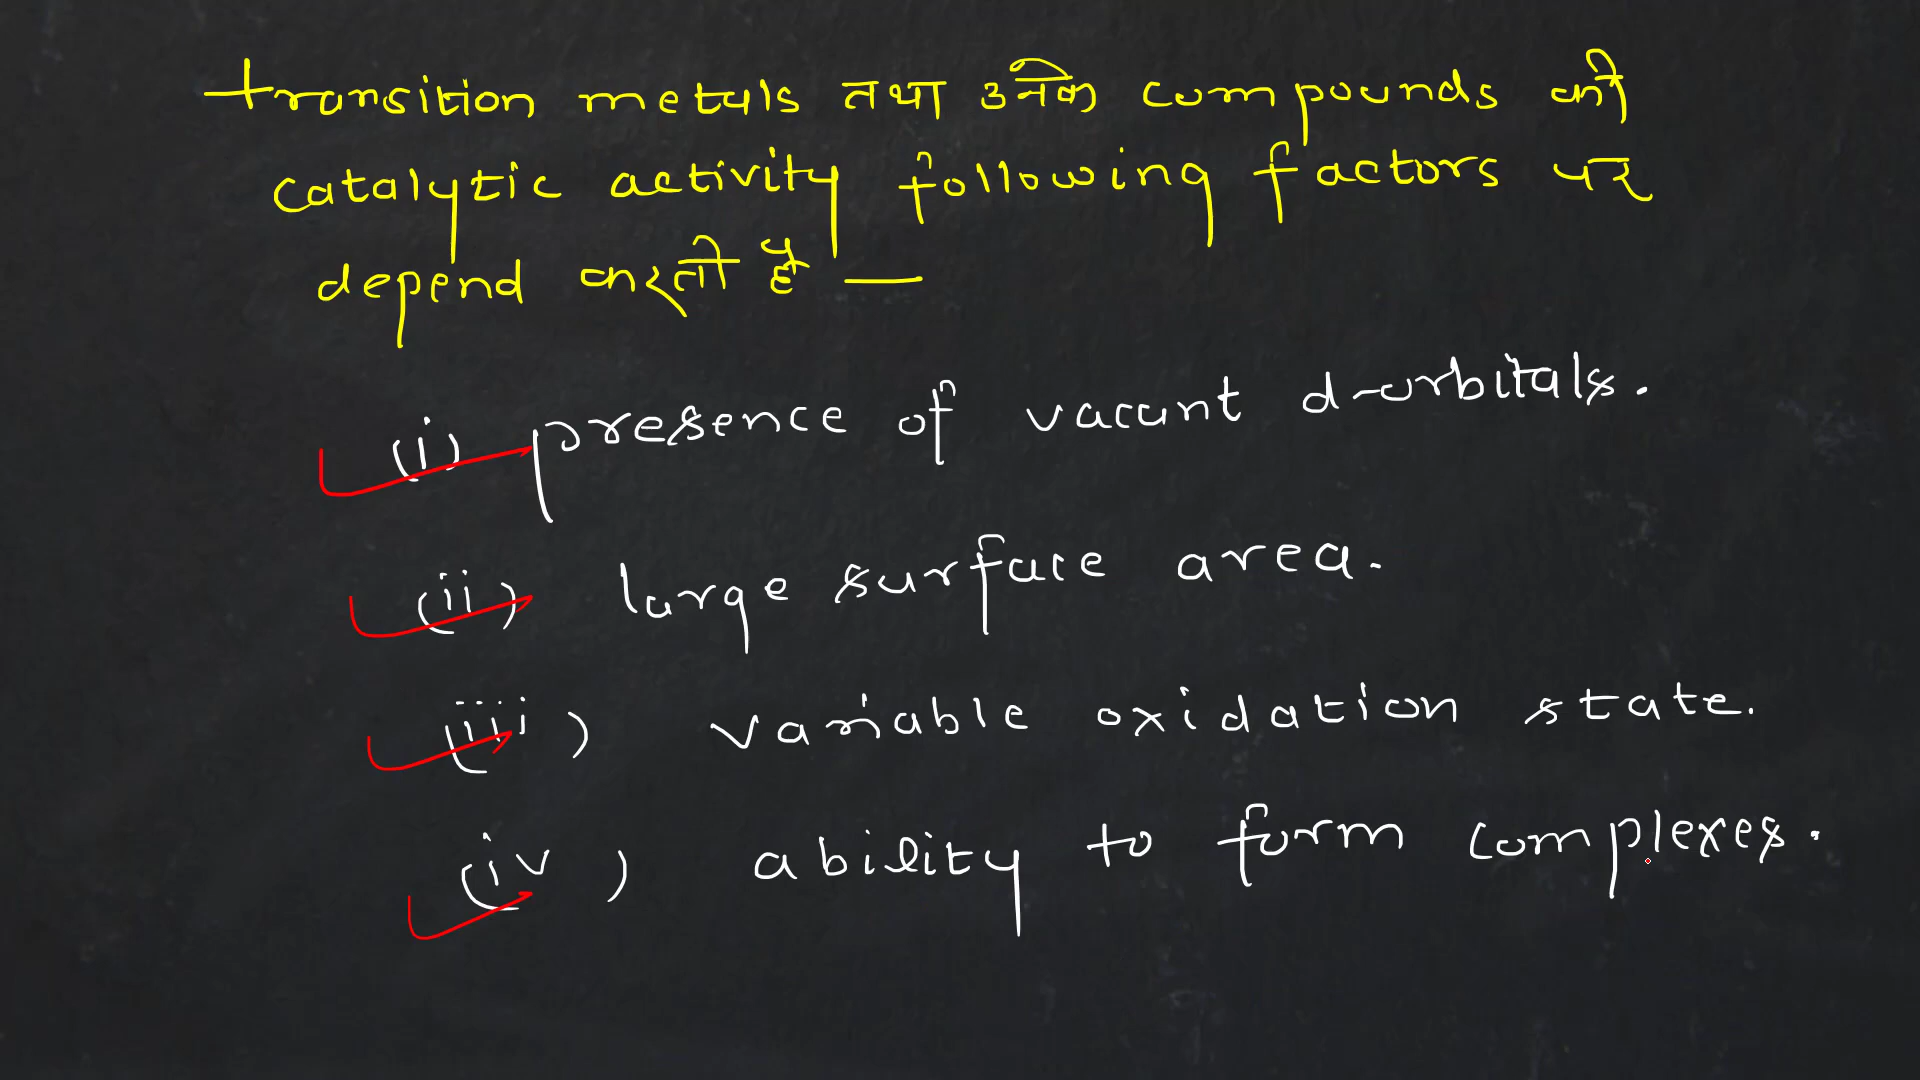 transition metals तथा उनके compounds की
catalytic activity following factors पर
depend करती है —
(i) presence of vacant d-orbitals.
(ii) large surface area.
(iii) variable oxidation state.
(iv) ability to form complexes.